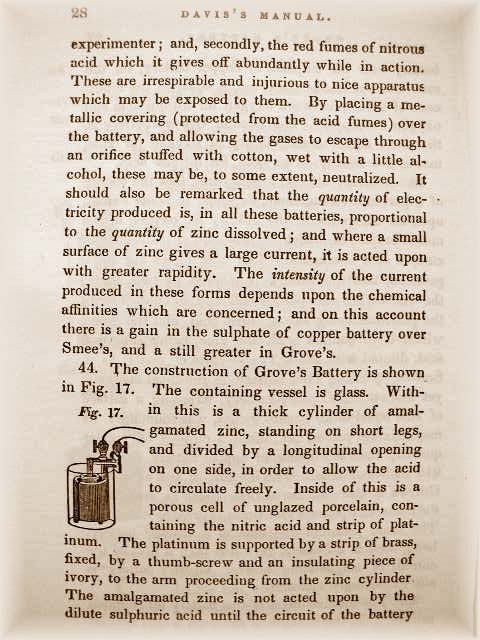 28
DAVIS'S MANUAL.
experimenter; and, secondly, the red fumes of nitrous
acid which it gives off abundantly while in action.
These are irrespirable and injurious to nice apparatus
which may be exposed to them. By placing a me-
tallic covering (protected from the acid fumes) over
the battery, and allowing the gases to escape through
an orifice stuffed with cotton, wet with a little al-
cohol, these may be, to some extent, neutralized. It
should also be remarked that the quantity of elec-
tricity produced is, in all these batteries, proportional
to the quantity of zinc dissolved; and where a small
surface of zinc gives a large current, it is acted upon
with greater rapidity. The intensity of the current
produced in these forms depends upon the chemical
affinities which are concerned; and on this account
there is a gain in the sulphate of copper battery over
Smee's, and a still greater in Grove's.
44. The construction of Grove's Battery is shown
in Fig. 17. The containing vessel is glass. With-
Fig. 17.
in this is a thick cylinder of amal-
gamated zinc, standing on short legs,
and divided by a longitudinal opening
on one side, in order to allow the acid
to circulate freely. Inside of this is a
porous cell of unglazed porcelain, con-
taining the nitric acid and strip of plat-
inum. The platinum is supported by a strip of brass,
fixed, by a thumb-screw and an insulating piece of
ivory, to the arm proceeding from the zinc cylinder
The amalgamated zinc is not acted upon by the
dilute sulphuric acid until the circuit of the battery